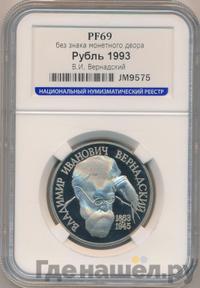 PF69
без знака монетного двора
Рубль 1993
В.И. Вернадский
НАЦИОНАЛЬНЫЙ НУМИЗМАТИЧЕСКИЙ РЕЕСТР
JM9575
ВЛАДИМИР ИВАНОВИЧ ВЕРНАДСКИЙ
1863
1945
Гденашел.ру